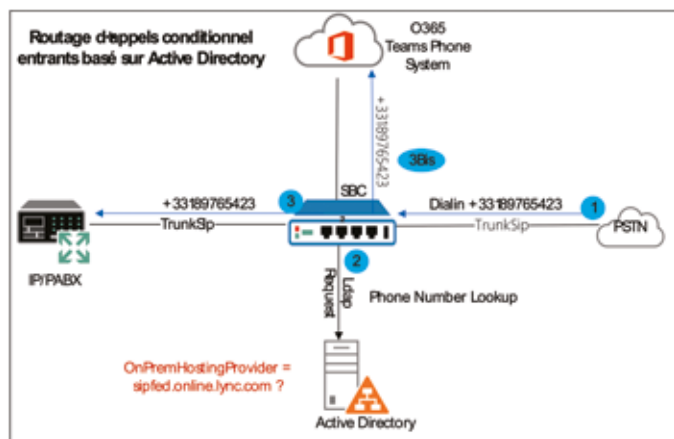 Routage d'appels conditionnel
entrants basé sur Active Directory
O365
Teams Phone
System
+33189765423
3Bis
SBC
+33189765423
3
Dialin +33189765423
1
TrunkSip
TrunkSip
PSTN
IP/PABX
2
Ldap
Request
Phone Number Lookup
OnPremHostingProvider =
sipfed.online.lync.com ?
Active Directory